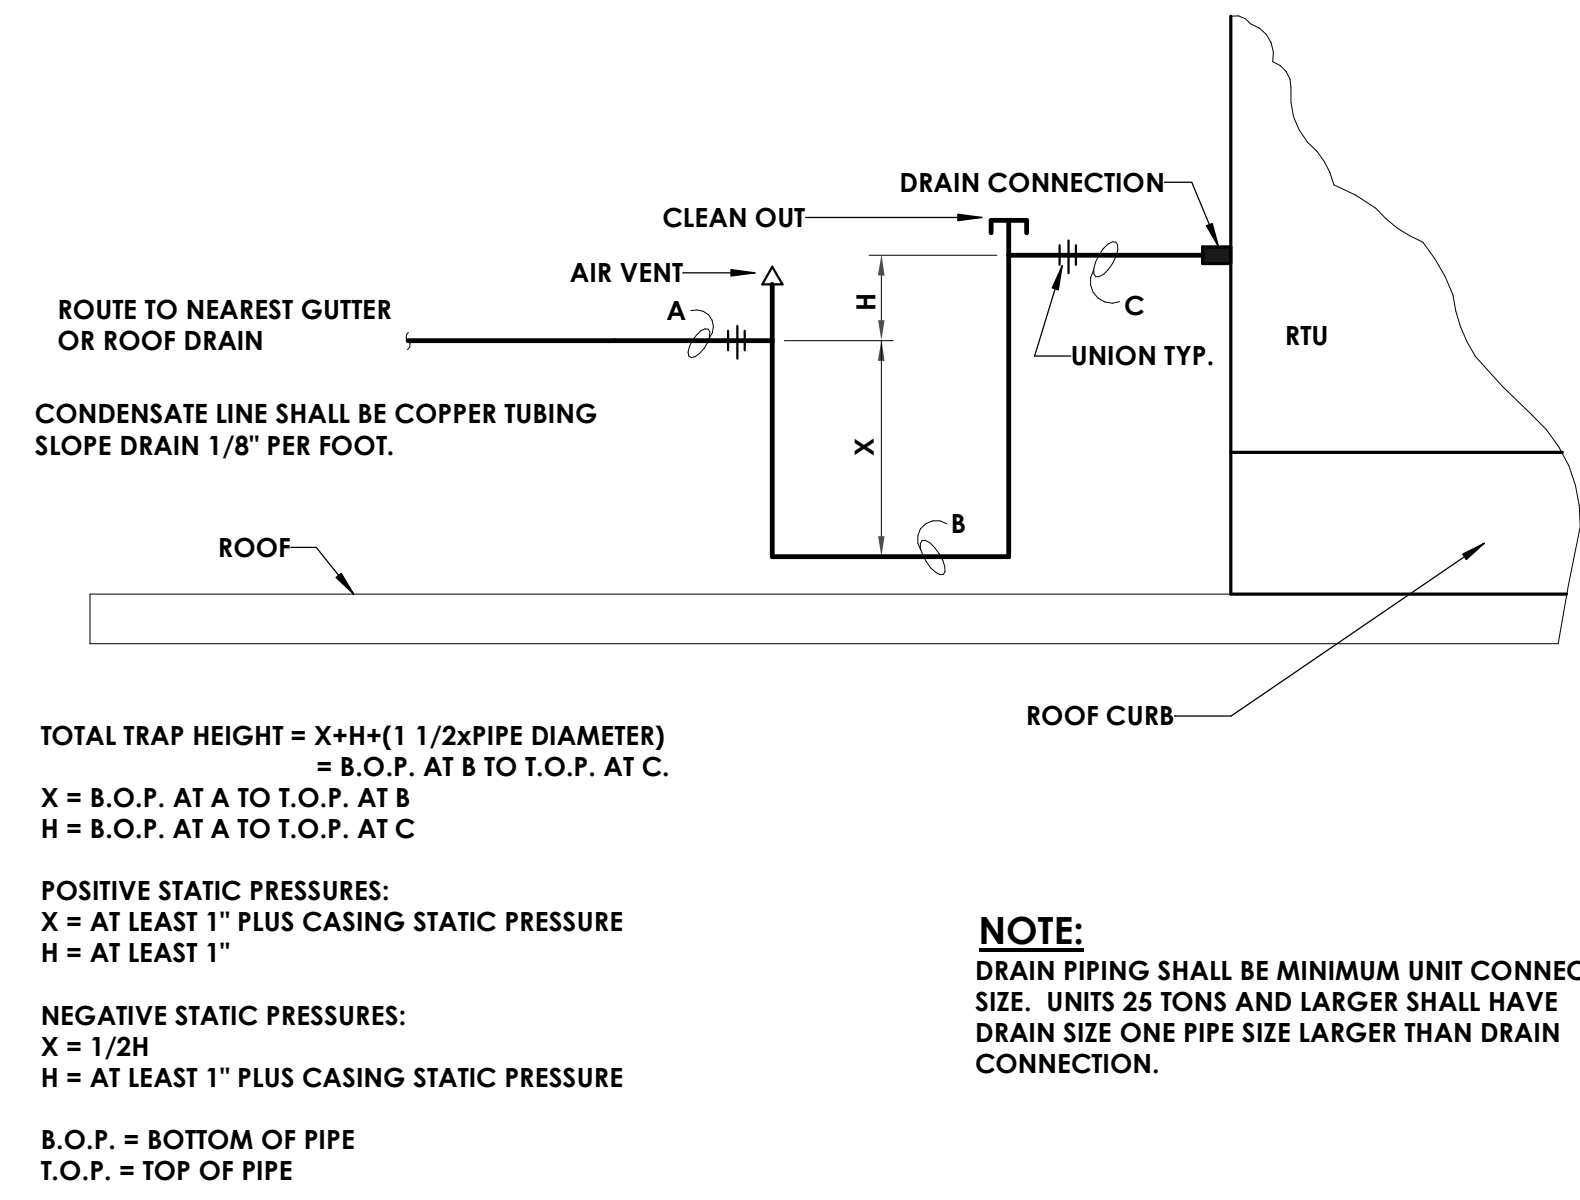 DRAIN CONNECTION
CLEAN OUT
AIR VENT
ROUTE TO NEAREST GUTTER
OR ROOF DRAIN
A
H
C
UNION TYP.
RTU
CONDENSATE LINE SHALL BE COPPER TUBING
SLOPE DRAIN 1/8" PER FOOT.
X
B
ROOF
ROOF CURB
TOTAL TRAP HEIGHT = X+H+(1 1/2xPIPE DIAMETER)
= B.O.P. AT B TO T.O.P. AT C.
X = B.O.P. AT A TO T.O.P. AT B
H = B.O.P. AT A TO T.O.P. AT C
POSITIVE STATIC PRESSURES:
X = AT LEAST 1" PLUS CASING STATIC PRESSURE
H = AT LEAST 1"
NEGATIVE STATIC PRESSURES:
X = 1/2H
H = AT LEAST 1" PLUS CASING STATIC PRESSURE
B.O.P. = BOTTOM OF PIPE
T.O.P. = TOP OF PIPE
NOTE:
DRAIN PIPING SHALL BE MINIMUM UNIT CONNEC
SIZE. UNITS 25 TONS AND LARGER SHALL HAVE
DRAIN SIZE ONE PIPE SIZE LARGER THAN DRAIN
CONNECTION.